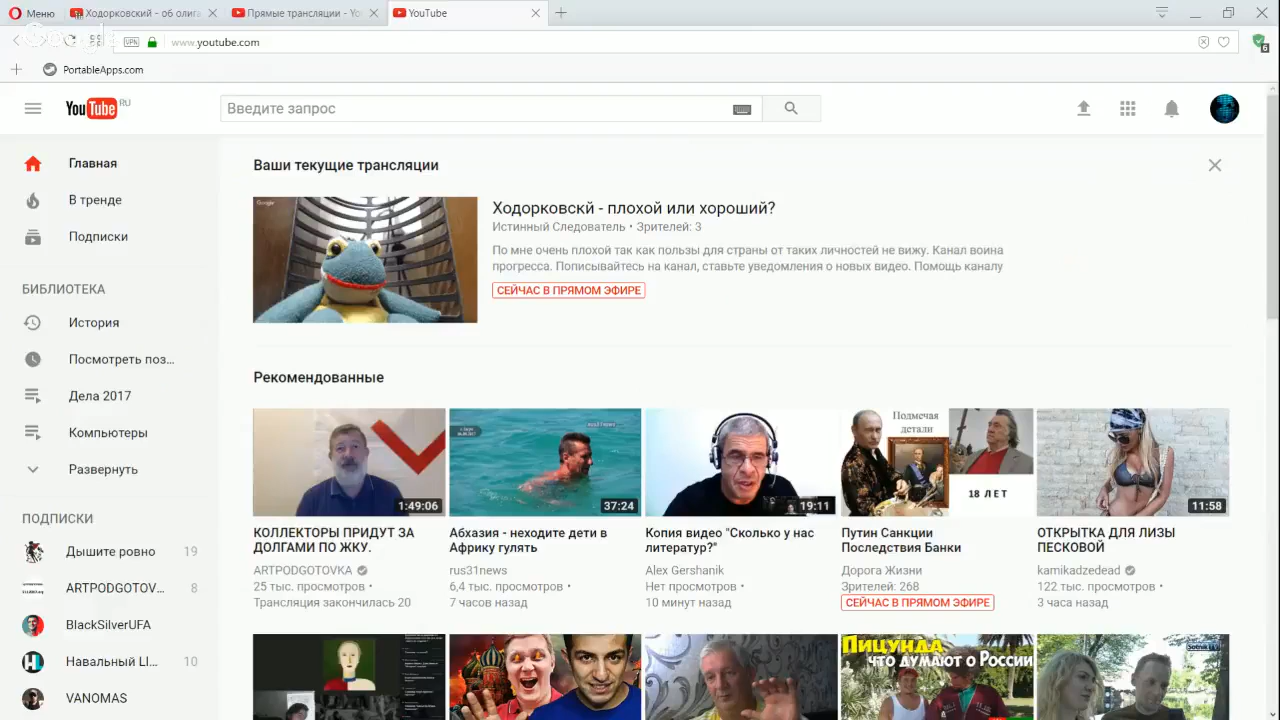 Меню
Ходорковский - об олига
Прямые трансляции - Yo
YouTube
VPN
www.youtube.com
6
PortableApps.com
YouTube RU
Введите запрос
Главная
В тренде
Подписки
БИБЛИОТЕКА
История
Посмотреть поз...
Дела 2017
Компьютеры
Развернуть
ПОДПИСКИ
Дышите ровно 19
ARTPODGOTOV... 8
BlackSilverUFA
10
Ваши текущие трансляции
Google
Ходорковскй - плохой или хороший?
Истинный Следователь • Зрителей: 3
По мне очень плохой так как пользы для страны от таких личностей не вижу. Канал воина
прогресса. Пописывайтесь на канал, ставьте уведомления о новых видео. Помощь каналу
СЕЙЧАС В ПРЯМОМ ЭФИРЕ
Рекомендованные
1:49:06
КОЛЛЕКТОРЫ ПРИДУТ ЗА
ДОЛГАМИ ПО ЖКУ.
ARTPODGOTOVKA
25 тыс. просмотров •
Трансляция закончилась 20
37:24
Абхазия - неходите дети в
Африку гулять
rus31news
6,4 тыс. просмотров •
7 часов назад
19:11
Копия видео "Сколько у нас
литератур?"
Alex Gershanik
Нет просмотров •
10 минут назад
Подмечая
детали
18 ЛЕТ
Путин Санкции
Последствия Банки
Дорога Жизни
Зрителей: 268
СЕЙЧАС В ПРЯМОМ ЭФИРЕ
11:58
ОТКРЫТКА ДЛЯ ЛИЗЫ
ПЕСКОВОЙ
kamikadzedead
122 тыс. просмотров •
3 часа назад
ЧТО ДУМАЮТ О РОССИИ